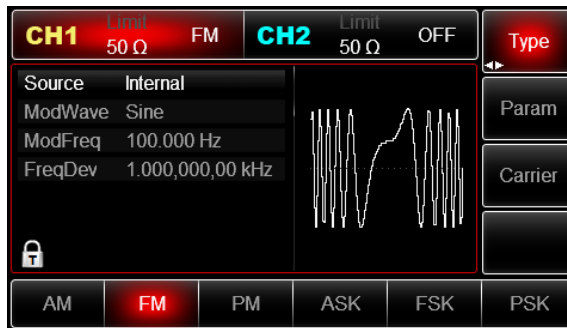 CH1 Limit 50 Ω FM CH2 Limit 50 Ω OFF Type
Source Internal
ModWave Sine
ModFreq 100.000 Hz
FreqDev 1.000,000,00 kHz
Param
Carrier
T
AM FM PM ASK FSK PSK